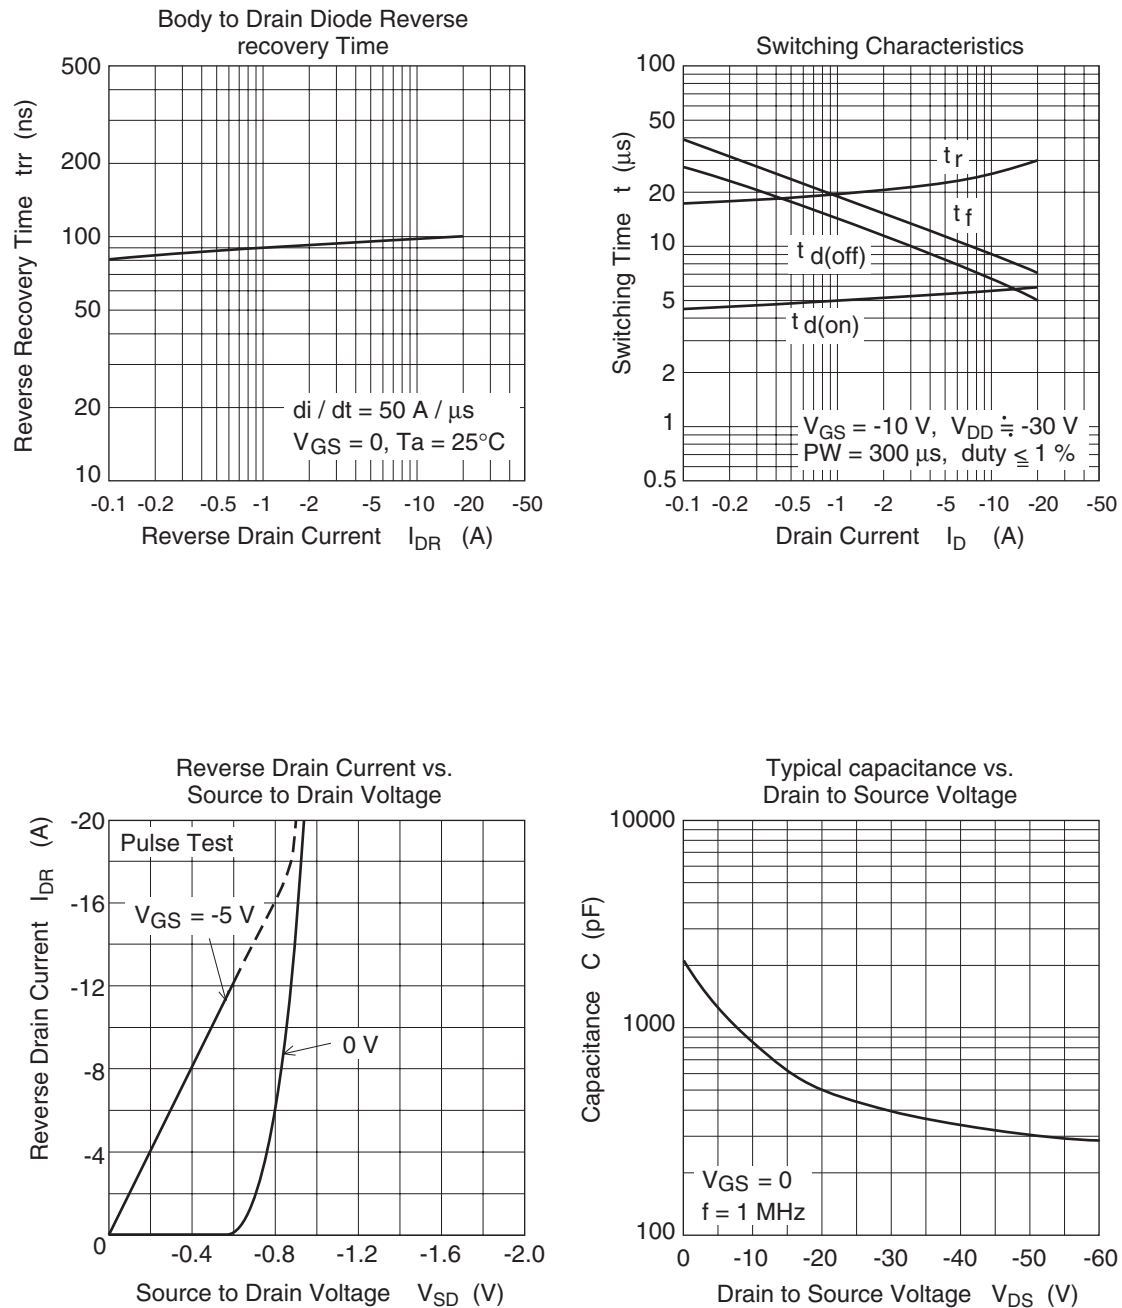 Body to Drain Diode Reverse
recovery Time
500
200
100
50
20
10
Reverse Recovery Time trr (ns)
di / dt = 50 A / μs
VGS = 0, Ta = 25°C
-0.1 -0.2 -0.5 -1 -2 -5 -10 -20 -50
Reverse Drain Current IDR (A)
Switching Characteristics
100
50
20
10
5
2
1
0.5
Switching Time t (μs)
tr
tf
td(off)
td(on)
VGS = -10 V, VDD ≒ -30 V
PW = 300 μs, duty ≦ 1 %
-0.1 -0.2 -0.5 -1 -2 -5 -10 -20 -50
Drain Current ID (A)
Reverse Drain Current vs.
Source to Drain Voltage
-20
-16
-12
-8
-4
0
Reverse Drain Current IDR (A)
Pulse Test
VGS = -5 V
0 V
-0.4 -0.8 -1.2 -1.6 -2.0
Source to Drain Voltage VSD (V)
Typical capacitance vs.
Drain to Source Voltage
10000
1000
100
Capacitance C (pF)
VGS = 0
f = 1 MHz
0 -10 -20 -30 -40 -50 -60
Drain to Source Voltage VDS (V)